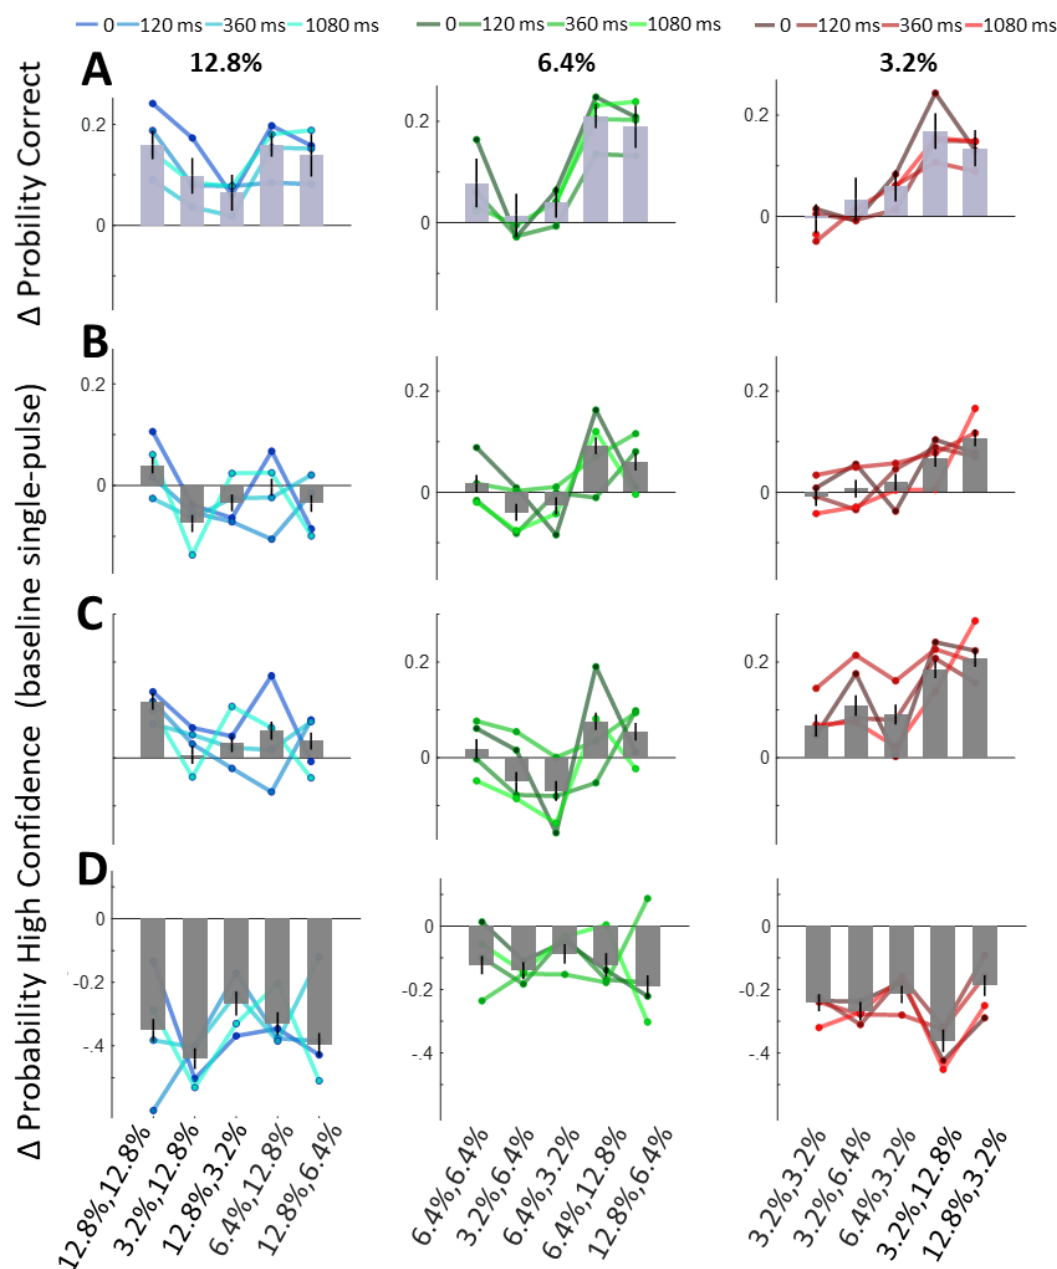 0 120 ms 360 ms 1080 ms 0 120 ms 360 ms 1080 ms 0 120 ms 360 ms 1080 ms
A 12.8% 6.4% 3.2%
Δ Probility Correct
0.2 0.2 0.2
0 0 0
B
Δ Probability High Confidence (baseline single-pulse)
0.2 0.2 0.2
0 0 0
C
0.2 0.2 0.2
0 0 0
D
0 0 0
-0.2 -0.2 -0.2
-.4 -.4 -.4
12.8%,12.8% 3.2%,12.8% 12.8%,3.2% 6.4%,12.8% 12.8%,6.4% 6.4%,6.4% 3.2%,6.4% 6.4%,3.2% 6.4%,12.8% 12.8%,6.4% 3.2%,3.2% 3.2%,6.4% 6.4%,3.2% 3.2%,12.8% 12.8%,3.2%